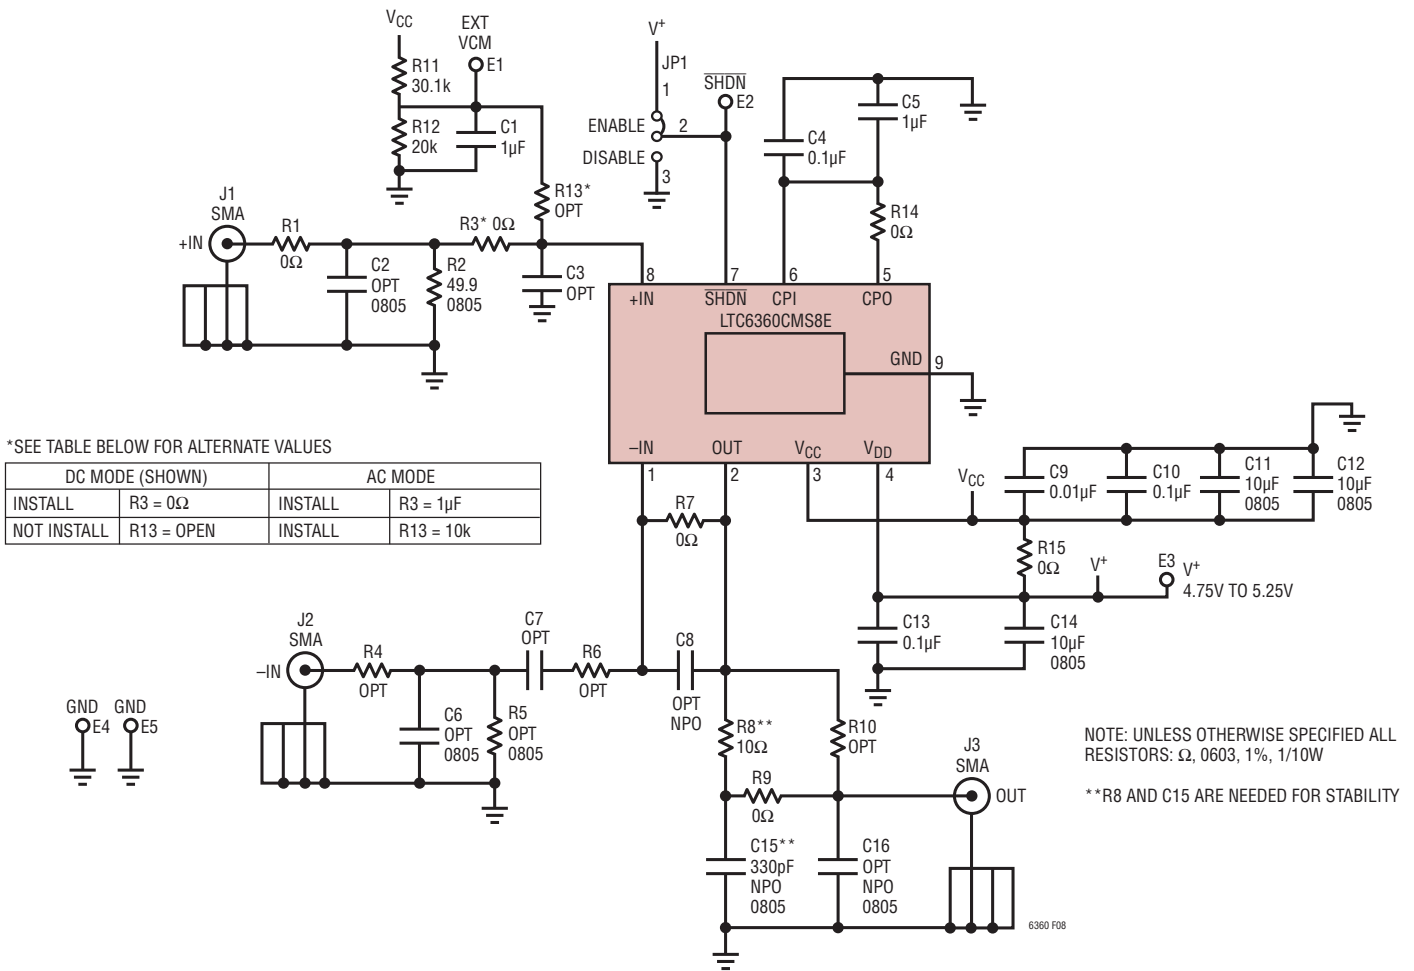 VCC
EXT
VCM
E1
R11
30.1k
R12
20k
C1
1µF
V+
JP1
1
ENABLE
2
DISABLE
3
SHDN
E2
C4
0.1µF
C5
1µF
R14
0Ω
J1
SMA
+IN
R1
0Ω
C2
OPT
0805
R2
49.9
0805
R3* 0Ω
R13*
OPT
C3
OPT
8
7
6
5
+IN
SHDN
CPI
CPO
LTC6360CMS8E
GND
9
–IN
OUT
VCC
VDD
1
2
3
4
*SEE TABLE BELOW FOR ALTERNATE VALUES
DC MODE (SHOWN) AC MODE
INSTALL R3 = 0Ω INSTALL R3 = 1µF
NOT INSTALL R13 = OPEN INSTALL R13 = 10k
R7
0Ω
VCC
C9
0.01µF
C10
0.1µF
C11
10µF
0805
C12
10µF
0805
R15
0Ω
V+
E3
V+
4.75V TO 5.25V
C13
0.1µF
C14
10µF
0805
J2
SMA
–IN
R4
OPT
C6
OPT
0805
R5
OPT
0805
C7
OPT
R6
OPT
C8
OPT
NPO
GND
E4
GND
E5
R8**
10Ω
R10
OPT
R9
0Ω
J3
SMA
OUT
C15**
330pF
NPO
0805
C16
OPT
NPO
0805
NOTE: UNLESS OTHERWISE SPECIFIED ALL
RESISTORS: Ω, 0603, 1%, 1/10W
**R8 AND C15 ARE NEEDED FOR STABILITY
6360 F08